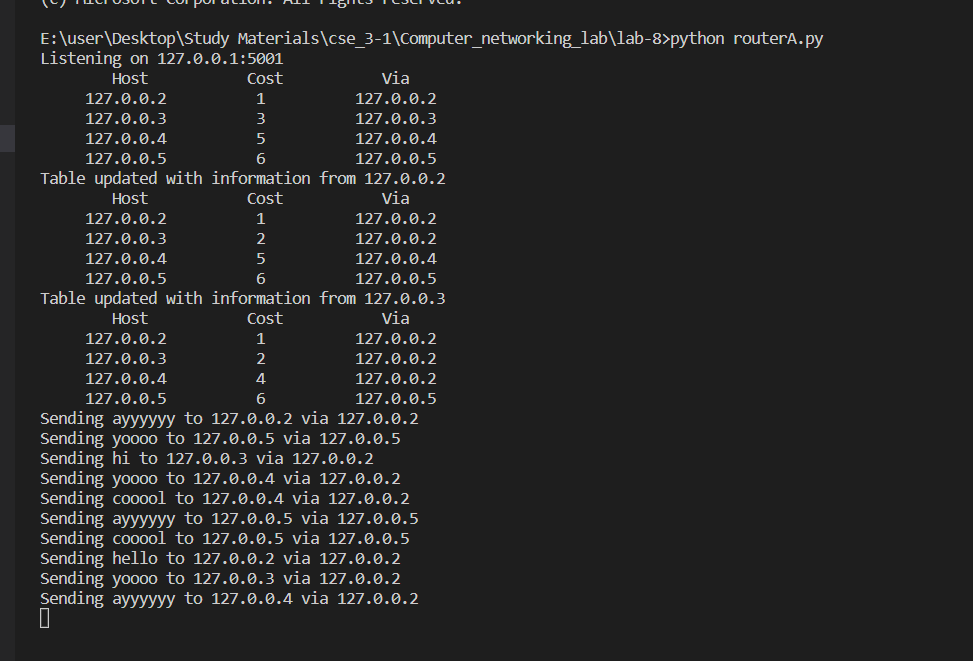 (c) Microsoft Corporation. All rights reserved.
E:\user\Desktop\Study Materials\cse_3-1\Computer_networking_lab\lab-8>python routerA.py
Listening on 127.0.0.1:5001
Host Cost Via
127.0.0.2 1 127.0.0.2
127.0.0.3 3 127.0.0.3
127.0.0.4 5 127.0.0.4
127.0.0.5 6 127.0.0.5
Table updated with information from 127.0.0.2
Host Cost Via
127.0.0.2 1 127.0.0.2
127.0.0.3 2 127.0.0.2
127.0.0.4 5 127.0.0.4
127.0.0.5 6 127.0.0.5
Table updated with information from 127.0.0.3
Host Cost Via
127.0.0.2 1 127.0.0.2
127.0.0.3 2 127.0.0.2
127.0.0.4 4 127.0.0.2
127.0.0.5 6 127.0.0.5
Sending ayyyyyy to 127.0.0.2 via 127.0.0.2
Sending yoooo to 127.0.0.5 via 127.0.0.5
Sending hi to 127.0.0.3 via 127.0.0.2
Sending yoooo to 127.0.0.4 via 127.0.0.2
Sending cooool to 127.0.0.4 via 127.0.0.2
Sending ayyyyyy to 127.0.0.5 via 127.0.0.5
Sending cooool to 127.0.0.5 via 127.0.0.5
Sending hello to 127.0.0.2 via 127.0.0.2
Sending yoooo to 127.0.0.3 via 127.0.0.2
Sending ayyyyyy to 127.0.0.4 via 127.0.0.2